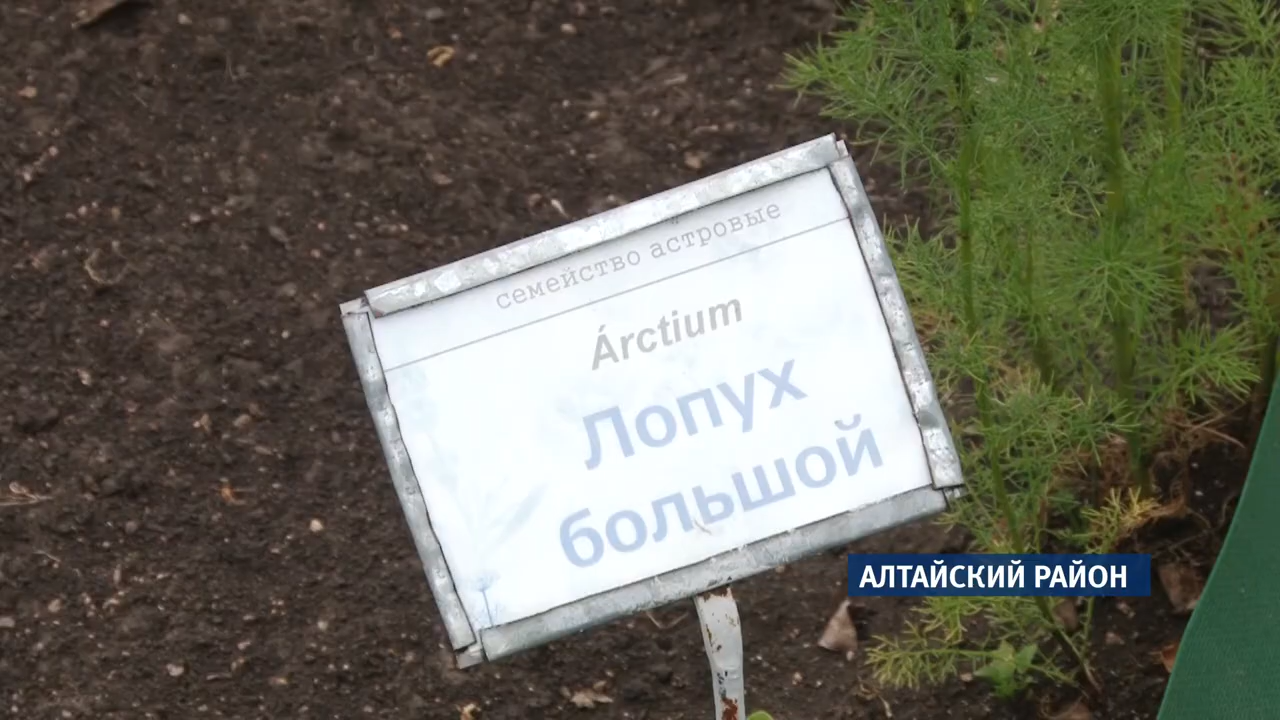 семейство астровые
Árctium
Лопух
большой
АЛТАЙСКИЙ РАЙОН